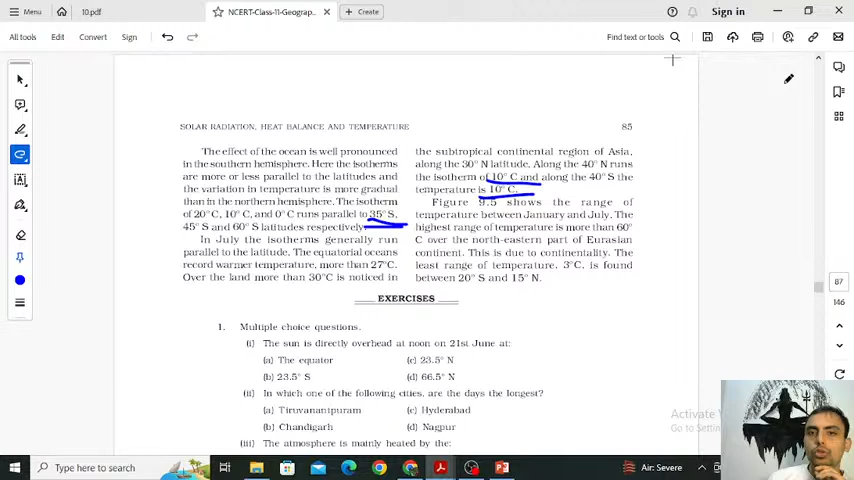 Menu
10.pdf
NCERT-Class-11-Geograp...
Create
Sign in
All tools
Edit
Convert
Sign
Find text or tools
SOLAR RADIATION, HEAT BALANCE AND TEMPERATURE
85
The effect of the ocean is well pronounced
in the southern hemisphere. Here the isotherms
are more or less parallel to the latitudes and
the variation in temperature is more gradual
than in the northern hemisphere. The isotherm
of 20° C, 10° C, and 0° C runs parallel to 35° S,
45° S and 60° S latitudes respectively.
In July the isotherms generally run
parallel to the latitude. The equatorial oceans
record warmer temperature, more than 27°C.
Over the land more than 30°C is noticed in
the subtropical continental region of Asia,
along the 30° N latitude. Along the 40° N runs
the isotherm of 10° C and along the 40° S the
temperature is 10° C.
Figure 9.5 shows the range of
temperature between January and July. The
highest range of temperature is more than 60°
C over the north-eastern part of Eurasian
continent. This is due to continentality. The
least range of temperature, 3°C, is found
between 20° S and 15° N.
EXERCISES
1. Multiple choice questions.
(i) The sun is directly overhead at noon on 21st June at:
(a) The equator (c) 23.5° N
(b) 23.5° S (d) 66.5° N
(ii) In which one of the following cities, are the days the longest?
(a) Tiruvanantpuram (c) Hyderabad
(b) Chandigarh (d) Nagpur
(iii) The atmosphere is mainly heated by the:
87
146
Activate
Go to Setting
Type here to search
Air: Severe